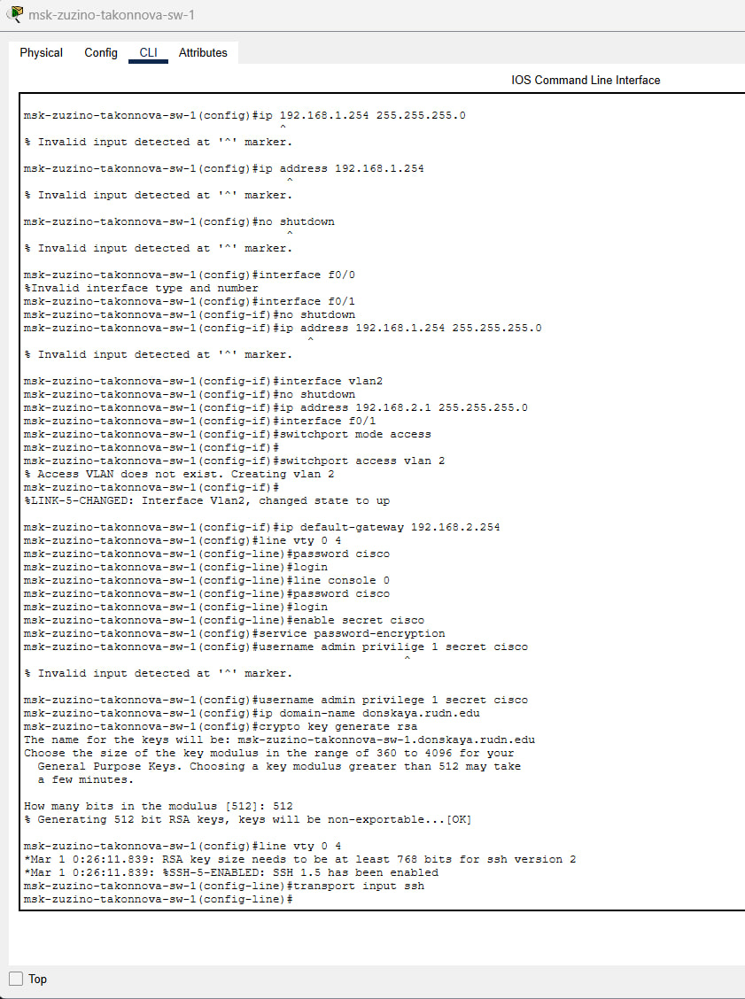 msk-zuzino-takonnova-sw-1
Physical Config CLI Attributes
IOS Command Line Interface
msk-zuzino-takonnova-sw-1(config)#ip 192.168.1.254 255.255.255.0
^
% Invalid input detected at '^' marker.
msk-zuzino-takonnova-sw-1(config)#ip address 192.168.1.254
^
% Invalid input detected at '^' marker.
msk-zuzino-takonnova-sw-1(config)#no shutdown
^
% Invalid input detected at '^' marker.
msk-zuzino-takonnova-sw-1(config)#interface f0/0
%Invalid interface type and number
msk-zuzino-takonnova-sw-1(config)#interface f0/1
msk-zuzino-takonnova-sw-1(config-if)#no shutdown
msk-zuzino-takonnova-sw-1(config-if)#ip address 192.168.1.254 255.255.255.0
^
% Invalid input detected at '^' marker.
msk-zuzino-takonnova-sw-1(config-if)#interface vlan2
msk-zuzino-takonnova-sw-1(config-if)#no shutdown
msk-zuzino-takonnova-sw-1(config-if)#ip address 192.168.2.1 255.255.255.0
msk-zuzino-takonnova-sw-1(config-if)#interface f0/1
msk-zuzino-takonnova-sw-1(config-if)#switchport mode access
msk-zuzino-takonnova-sw-1(config-if)#
msk-zuzino-takonnova-sw-1(config-if)#switchport access vlan 2
% Access VLAN does not exist. Creating vlan 2
msk-zuzino-takonnova-sw-1(config-if)#
%LINK-5-CHANGED: Interface Vlan2, changed state to up
msk-zuzino-takonnova-sw-1(config-if)#ip default-gateway 192.168.2.254
msk-zuzino-takonnova-sw-1(config)#line vty 0 4
msk-zuzino-takonnova-sw-1(config-line)#password cisco
msk-zuzino-takonnova-sw-1(config-line)#login
msk-zuzino-takonnova-sw-1(config-line)#line console 0
msk-zuzino-takonnova-sw-1(config-line)#password cisco
msk-zuzino-takonnova-sw-1(config-line)#login
msk-zuzino-takonnova-sw-1(config-line)#enable secret cisco
msk-zuzino-takonnova-sw-1(config)#service password-encryption
msk-zuzino-takonnova-sw-1(config)#username admin privilige 1 secret cisco
^
% Invalid input detected at '^' marker.
msk-zuzino-takonnova-sw-1(config)#username admin privilege 1 secret cisco
msk-zuzino-takonnova-sw-1(config)#ip domain-name donskaya.rudn.edu
msk-zuzino-takonnova-sw-1(config)#crypto key generate rsa
The name for the keys will be: msk-zuzino-takonnova-sw-1.donskaya.rudn.edu
Choose the size of the key modulus in the range of 360 to 4096 for your
General Purpose Keys. Choosing a key modulus greater than 512 may take
a few minutes.
How many bits in the modulus [512]: 512
% Generating 512 bit RSA keys, keys will be non-exportable...[OK]
msk-zuzino-takonnova-sw-1(config)#line vty 0 4
*Mar 1 0:26:11.839: RSA key size needs to be at least 768 bits for ssh version 2
*Mar 1 0:26:11.839: %SSH-5-ENABLED: SSH 1.5 has been enabled
msk-zuzino-takonnova-sw-1(config-line)#transport input ssh
msk-zuzino-takonnova-sw-1(config-line)#
Top